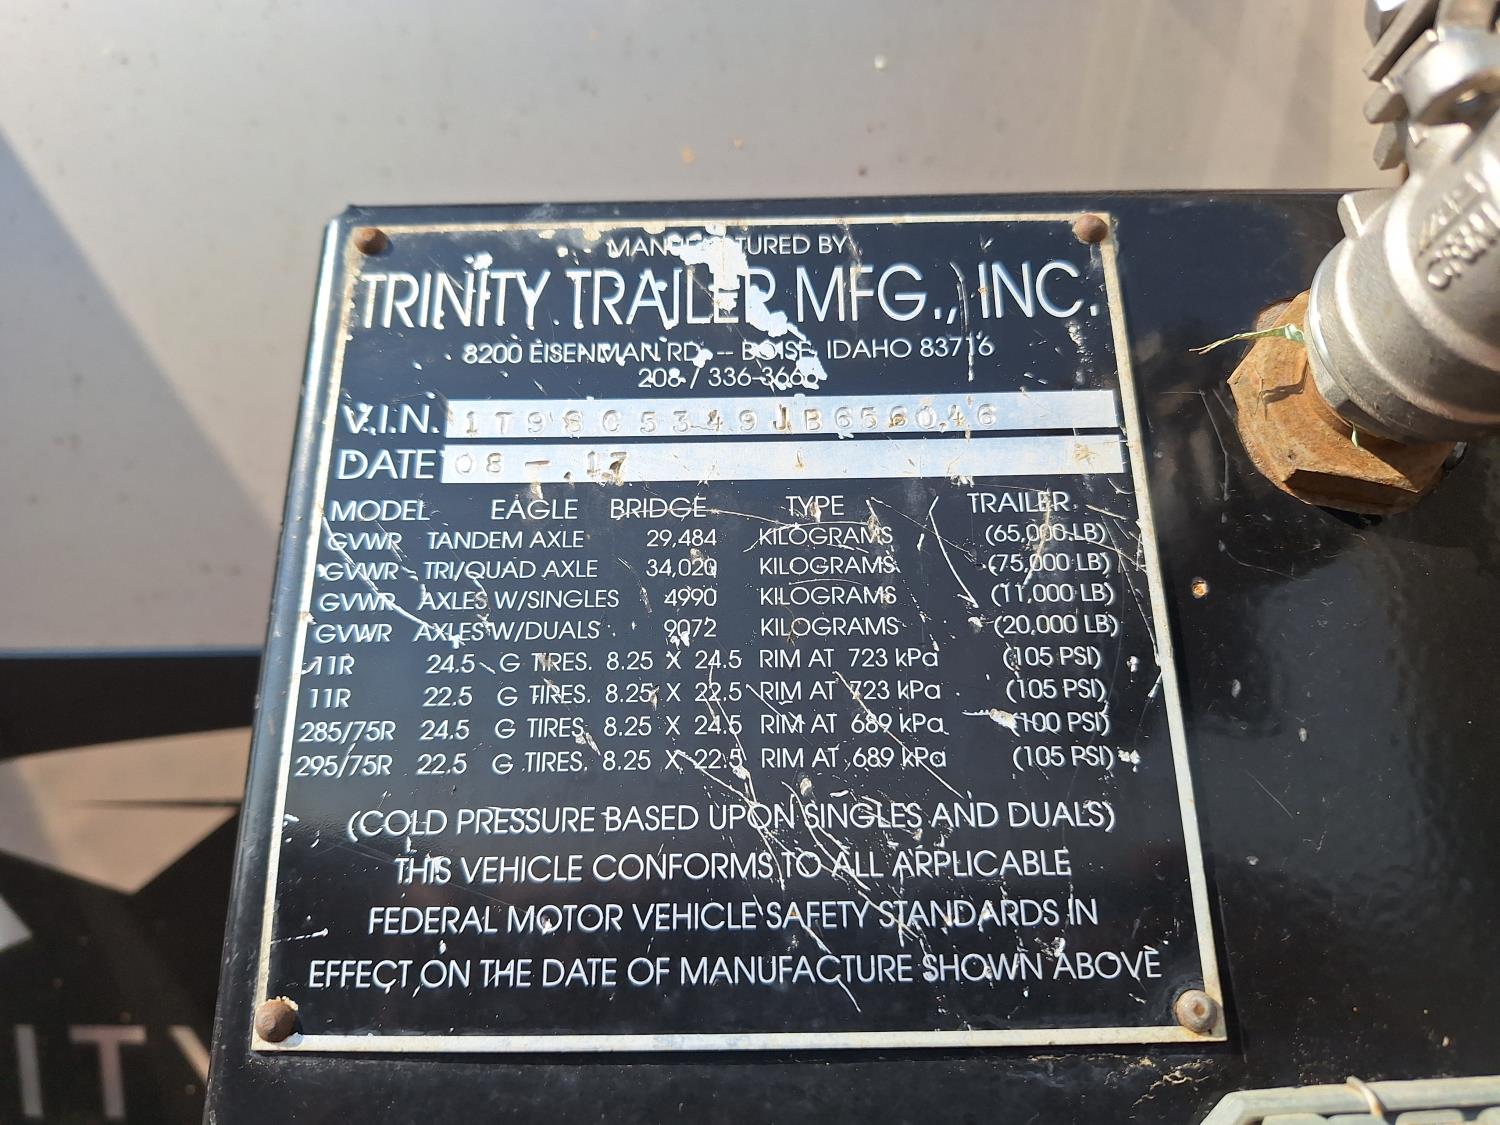 MANUFACTURED BY
TRINITY TRAILER MFG., INC.
8200 EISENMAN RD. -- BOISE, IDAHO 83716
208 / 336-3666
V.I.N. 1T9SC5349JB656046
DATE 08 - 17
MODEL EAGLE BRIDGE TYPE TRAILER
GVWR TANDEM AXLE 29,484 KILOGRAMS (65,000 LB)
GVWR - TRI/QUAD AXLE 34,020 KILOGRAMS (75,000 LB)
GVWR AXLES W/SINGLES 4990 KILOGRAMS (11,000 LB)
GVWR AXLES W/DUALS 9072 KILOGRAMS (20,000 LB)
11R 24.5 G TIRES. 8.25 X 24.5 RIM AT 723 kPa (105 PSI)
11R 22.5 G TIRES. 8.25 X 22.5 RIM AT 723 kPa (105 PSI)
285/75R 24.5 G TIRES. 8.25 X 24.5 RIM AT 689 kPa (100 PSI)
295/75R 22.5 G TIRES. 8.25 X 22.5 RIM AT 689 kPa (105 PSI)
(COLD PRESSURE BASED UPON SINGLES AND DUALS)
THIS VEHICLE CONFORMS TO ALL APPLICABLE
FEDERAL MOTOR VEHICLE SAFETY STANDARDS IN
EFFECT ON THE DATE OF MANUFACTURE SHOWN ABOVE
ITY